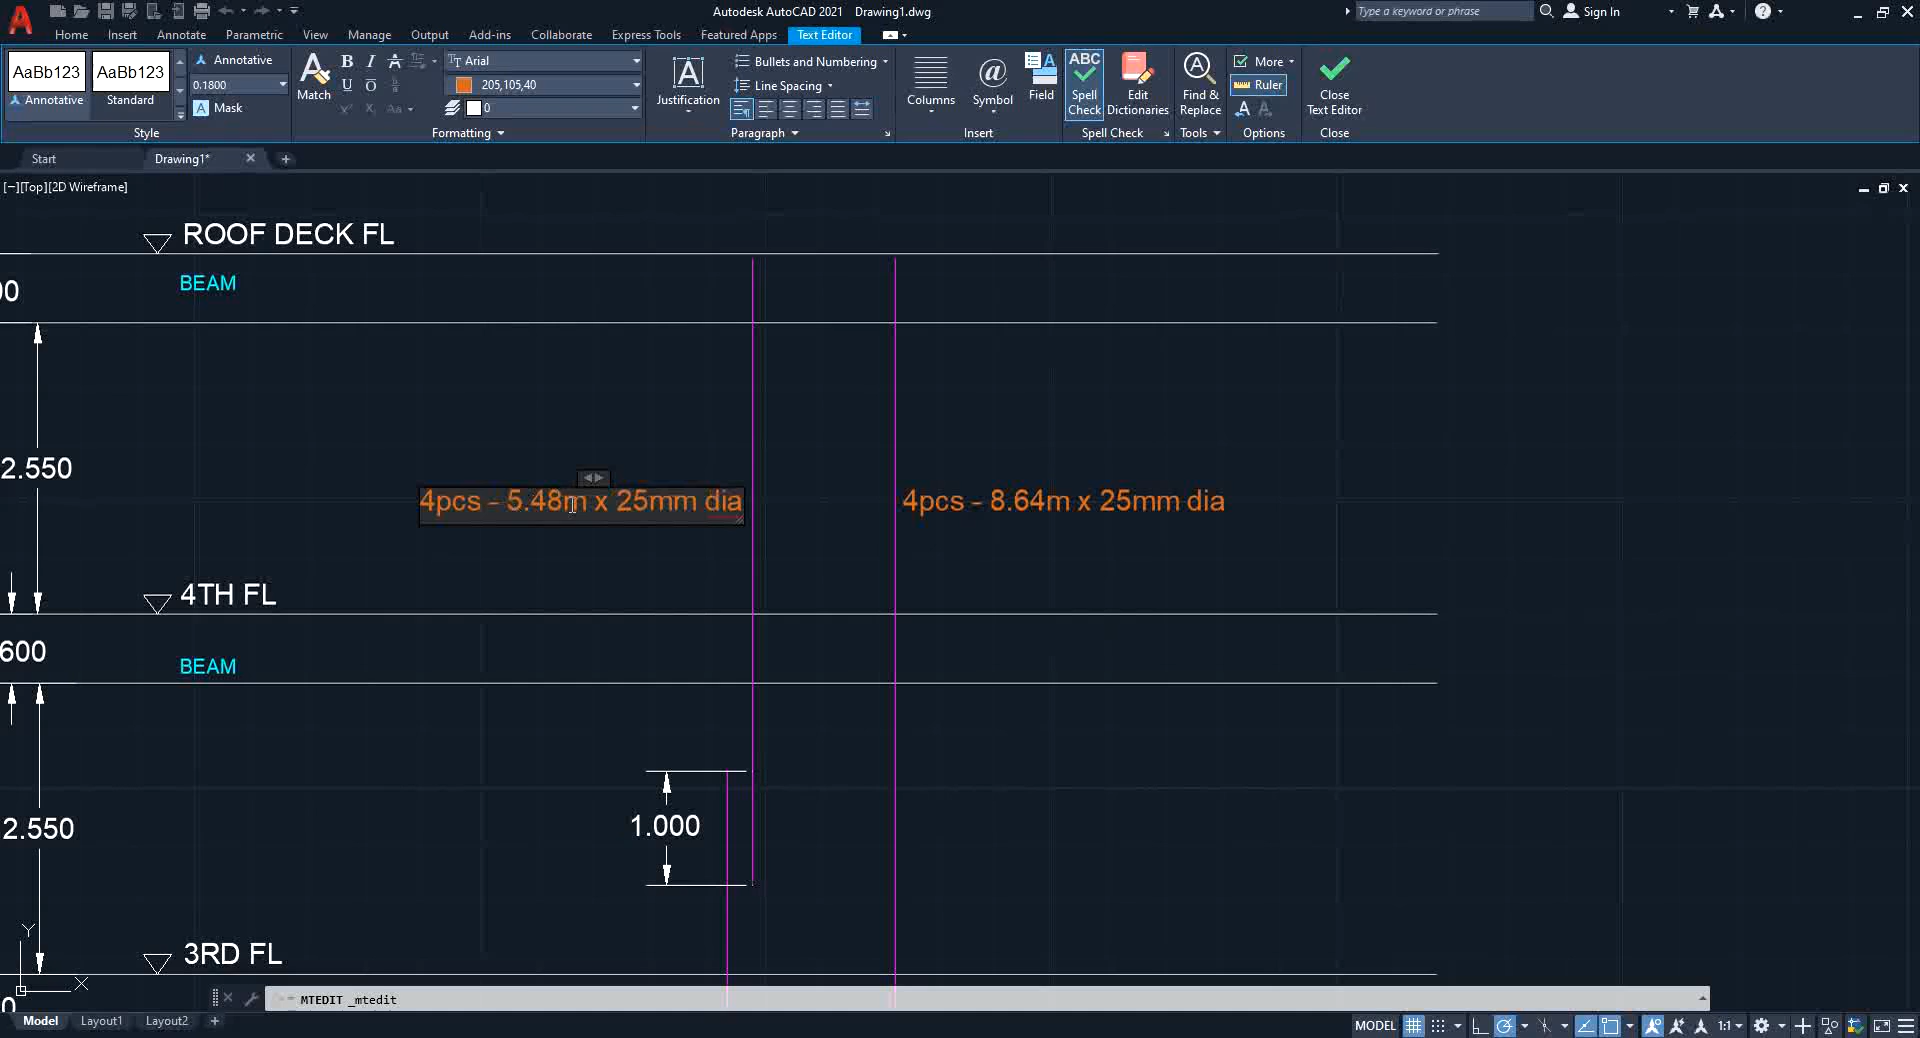 Autodesk AutoCAD 2021 Drawing1.dwg
Type a keyword or phrase
Sign In
Home Insert Annotate Parametric View Manage Output Add-ins Collaborate Express Tools Featured Apps Text Editor
AaBb123 AaBb123
Annotative Standard
Annotative
0.1800
Mask
Style
Match
B I A
U O
Aa
Arial
205,105,40
0
Formatting
Justification
Bullets and Numbering
Line Spacing
Paragraph
Columns
@
Symbol
Field
Insert
ABC
Spell Check
Edit Dictionaries
Spell Check
Find & Replace
Tools
More
Ruler
Options
Close Text Editor
Close
Start Drawing1*
[−][Top][2D Wireframe]
ROOF DECK FL
BEAM
00
2.550
4pcs - 5.48m x 25mm dia 4pcs - 8.64m x 25mm dia
4TH FL
600
BEAM
2.550
1.000
3RD FL
Y
X
0
MTEDIT _mtedit
Model Layout1 Layout2 +
MODEL
1:1